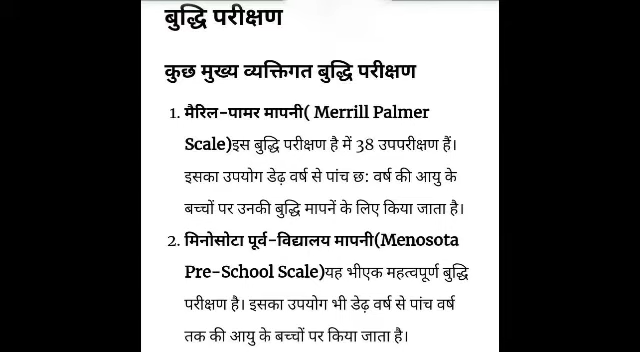 बुद्धि परीक्षण
कुछ मुख्य व्यक्तिगत बुद्धि परीक्षण
1. मैरिल-पामर मापनी( Merrill Palmer
Scale)इस बुद्धि परीक्षण है में 38 उपपरीक्षण हैं।
इसका उपयोग डेढ़ वर्ष से पांच छ: वर्ष की आयु के
बच्चों पर उनकी बुद्धि मापनें के लिए किया जाता है।
2. मिनोसोटा पूर्व-विद्यालय मापनी(Menosota
Pre-School Scale)यह भीएक महत्वपूर्ण बुद्धि
परीक्षण है। इसका उपयोग भी डेढ़ वर्ष से पांच वर्ष
तक की आयु के बच्चों पर किया जाता है।